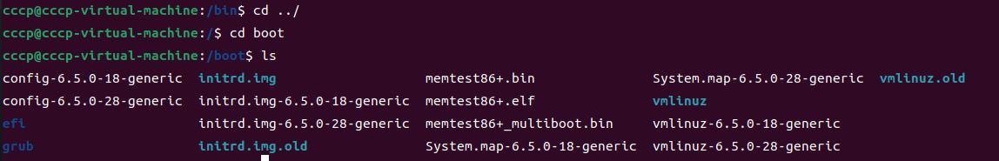 cccp@cccp-virtual-machine:/bin$ cd ../
cccp@cccp-virtual-machine:/$ cd boot
cccp@cccp-virtual-machine:/boot$ ls
config-6.5.0-18-generic  initrd.img                    memtest86+.bin              System.map-6.5.0-28-generic  vmlinuz.old
config-6.5.0-28-generic  initrd.img-6.5.0-18-generic  memtest86+.elf              vmlinuz
efi                      initrd.img-6.5.0-28-generic  memtest86+_multiboot.bin    vmlinuz-6.5.0-18-generic
grub                     initrd.img.old               System.map-6.5.0-18-generic  vmlinuz-6.5.0-28-generic